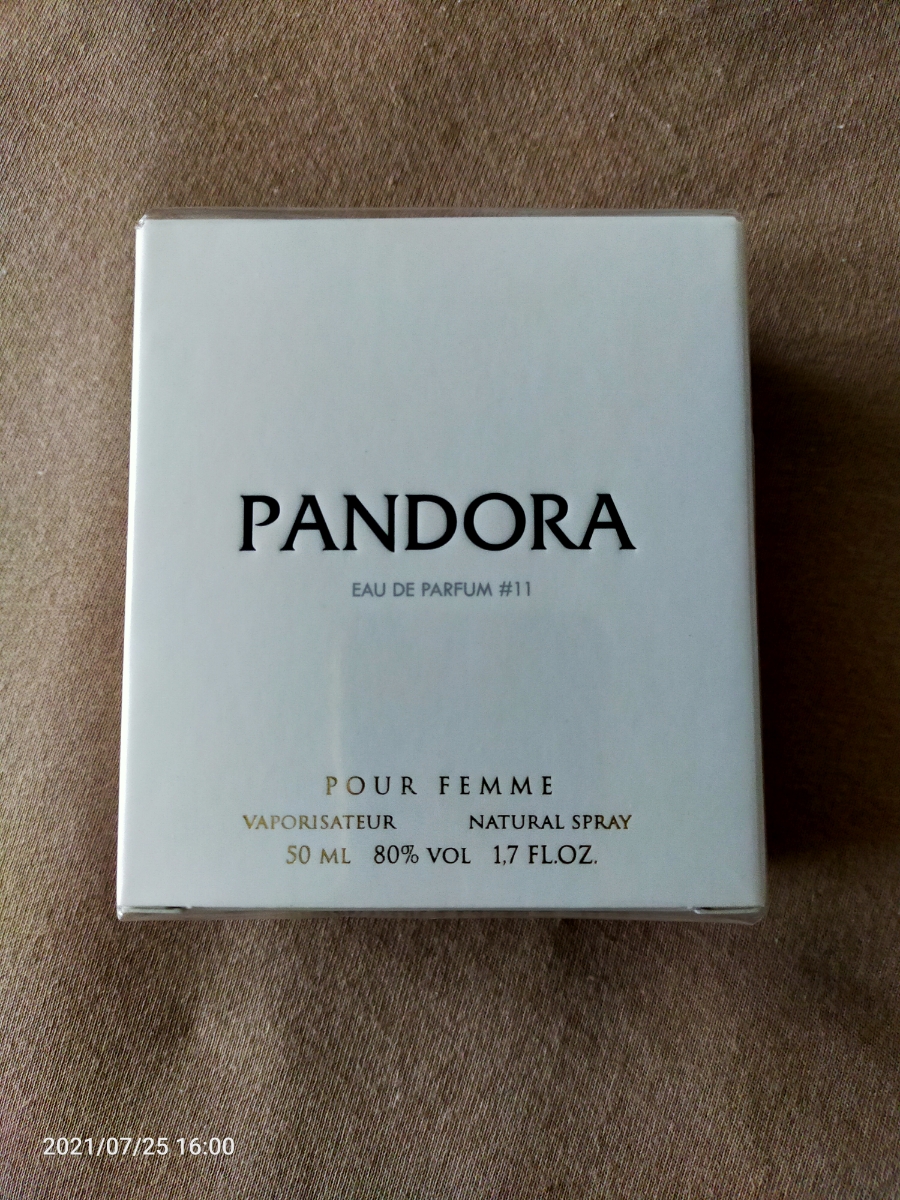 PANDORA
EAU DE PARFUM #11
POUR FEMME
VAPORISATEUR NATURAL SPRAY
50 ML 80% VOL 1,7 FL.OZ.
2021/07/25 16:00